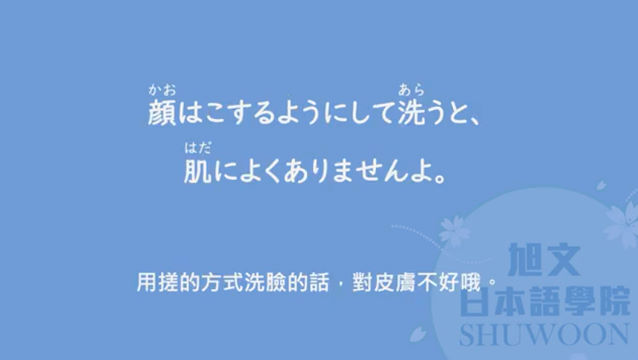 かお あら
顔はこするようにして洗うと、
はだ
肌によくありませんよ。
用搓的方式洗臉的話，對皮膚不好哦。
旭文
日本語學院
SHUWOON